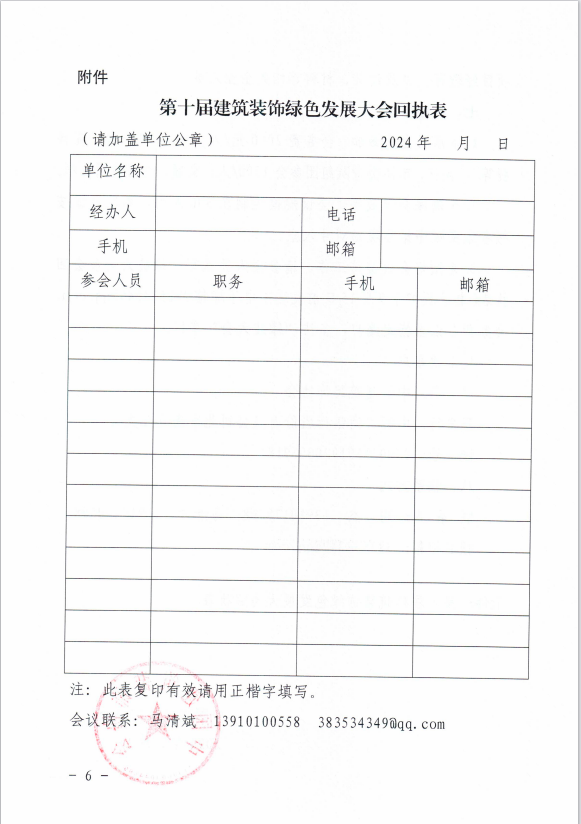 附件
第十届建筑装饰绿色发展大会回执表
（请加盖单位公章） 2024年 月 日
单位名称
经办人 电话
手机 邮箱
参会人员 职务 手机 邮箱
注：此表复印有效请用正楷字填写。
会议联系：马清斌 13910100558 383534349@qq.com
- 6 -